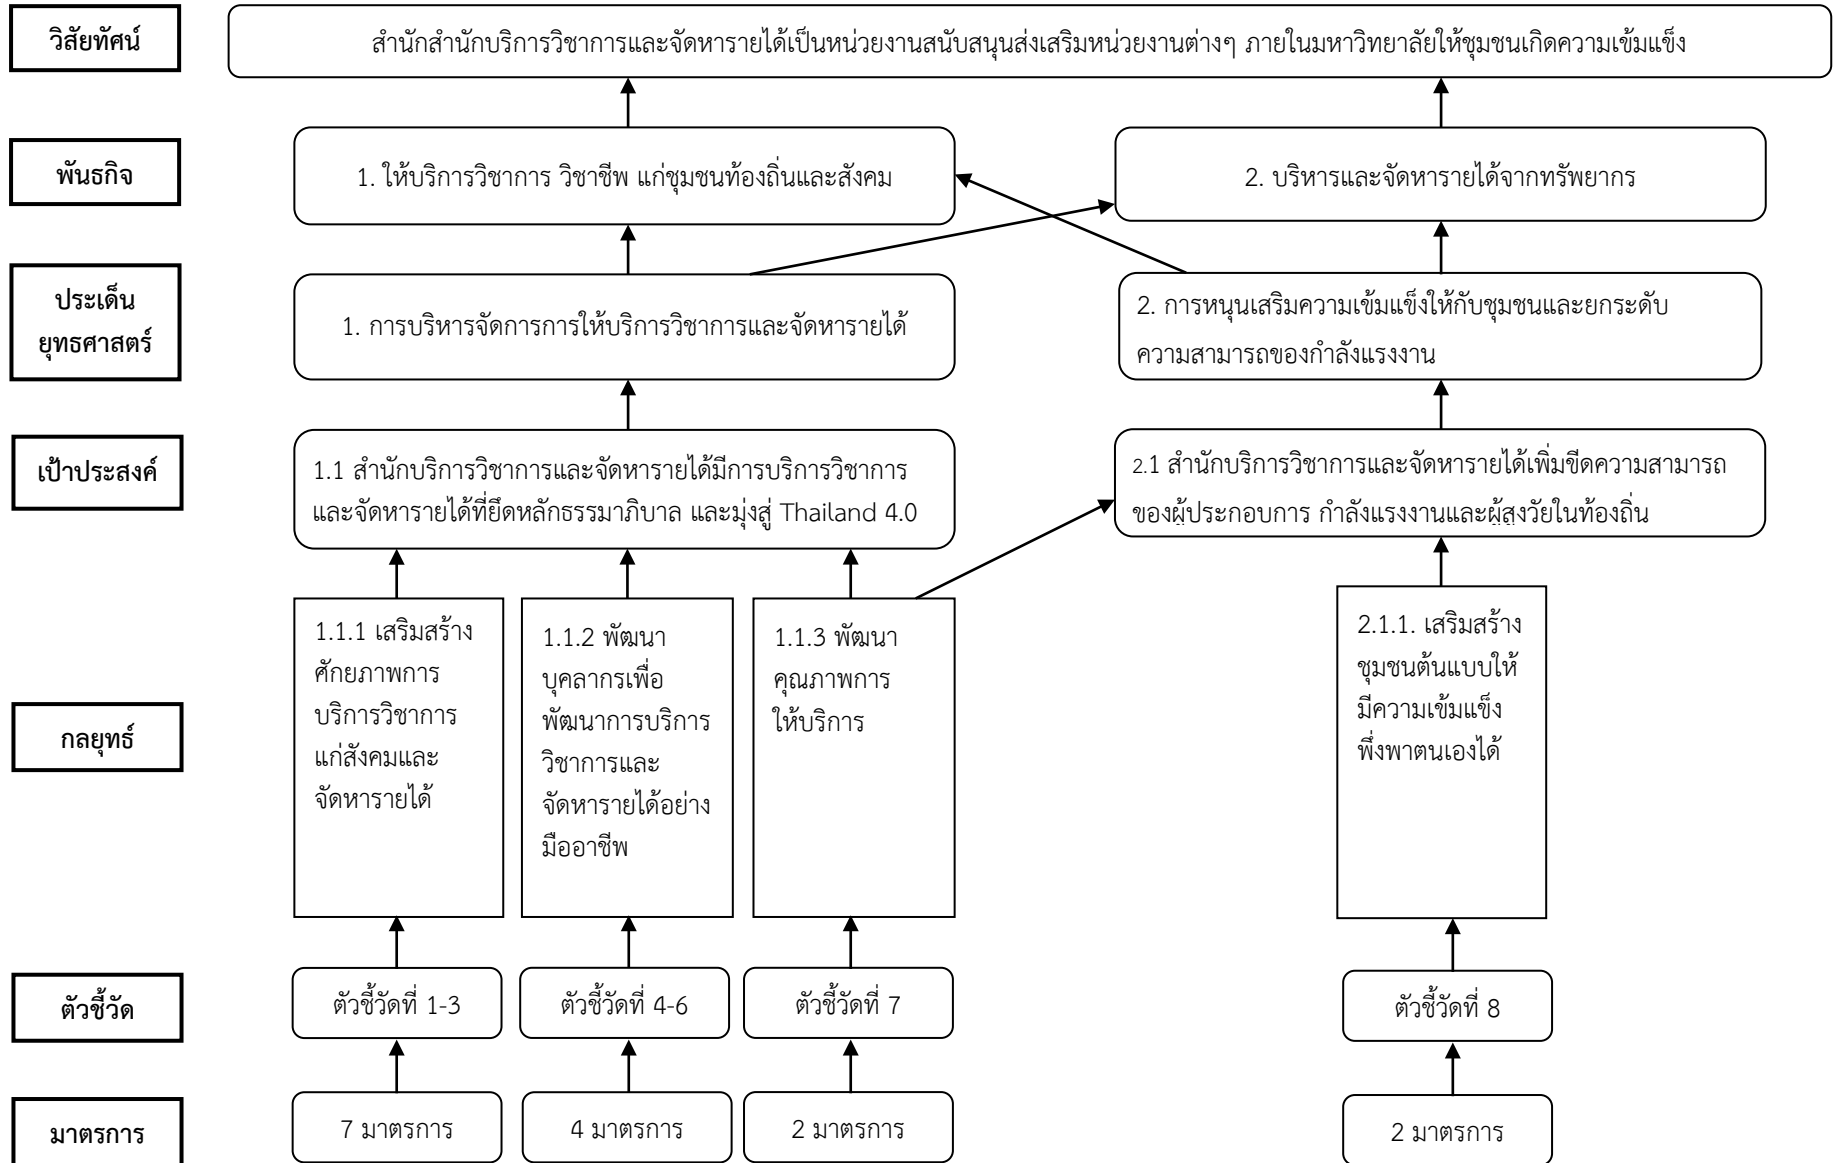 วิสัยทัศน์
สำนักสำนักบริการวิชาการและจัดหารายได้เป็นหน่วยงานสนับสนุนส่งเสริมหน่วยงานต่างๆ ภายในมหาวิทยาลัยให้ชุมชนเกิดความเข้มแข็ง
พันธกิจ
1. ให้บริการวิชาการ วิชาชีพ แก่ชุมชนท้องถิ่นและสังคม
2. บริหารและจัดหารายได้จากทรัพยากร
ประเด็น
ยุทธศาสตร์
1. การบริหารจัดการการให้บริการวิชาการและจัดหารายได้
2. การหนุนเสริมความเข้มแข็งให้กับชุมชนและยกระดับ
ความสามารถของกำลังแรงงาน
เป้าประสงค์
1.1 สำนักบริการวิชาการและจัดหารายได้มีการบริการวิชาการ
และจัดหารายได้ที่ยึดหลักธรรมาภิบาล และมุ่งสู่ Thailand 4.0
2.1 สำนักบริการวิชาการและจัดหารายได้เพิ่มขีดความสามารถ
ของผู้ประกอบการ กำลังแรงงานและผู้สูงวัยในท้องถิ่น
กลยุทธ์
1.1.1 เสริมสร้าง
ศักยภาพการ
บริการวิชาการ
แก่สังคมและ
จัดหารายได้
1.1.2 พัฒนา
บุคลากรเพื่อ
พัฒนาการบริการ
วิชาการและ
จัดหารายได้อย่าง
มืออาชีพ
1.1.3 พัฒนา
คุณภาพการ
ให้บริการ
2.1.1. เสริมสร้าง
ชุมชนต้นแบบให้
มีความเข้มแข็ง
พึ่งพาตนเองได้
ตัวชี้วัด
ตัวชี้วัดที่ 1-3
ตัวชี้วัดที่ 4-6
ตัวชี้วัดที่ 7
ตัวชี้วัดที่ 8
มาตรการ
7 มาตรการ
4 มาตรการ
2 มาตรการ
2 มาตรการ